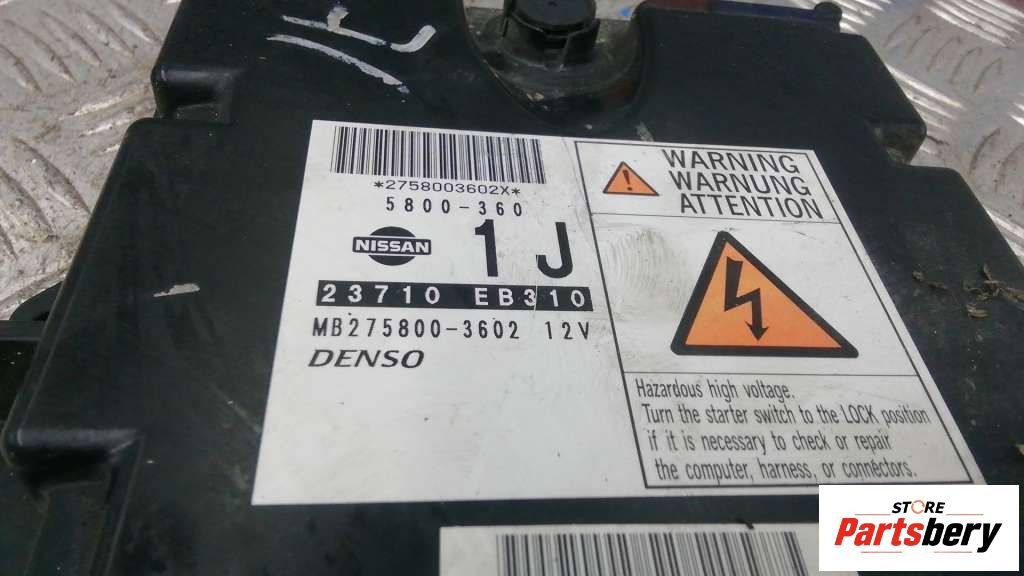 *2758003602X*
5800-360
NISSAN
1J
23710 EB310
MB275800-3602 12V
DENSO
WARNING
WARNUNG
ATTENTION
Hazardous high voltage.
Turn the starter switch to the LOCK position
if it is necessary to check or repair
the computer, harness, or connectors.
STORE
Partsbery